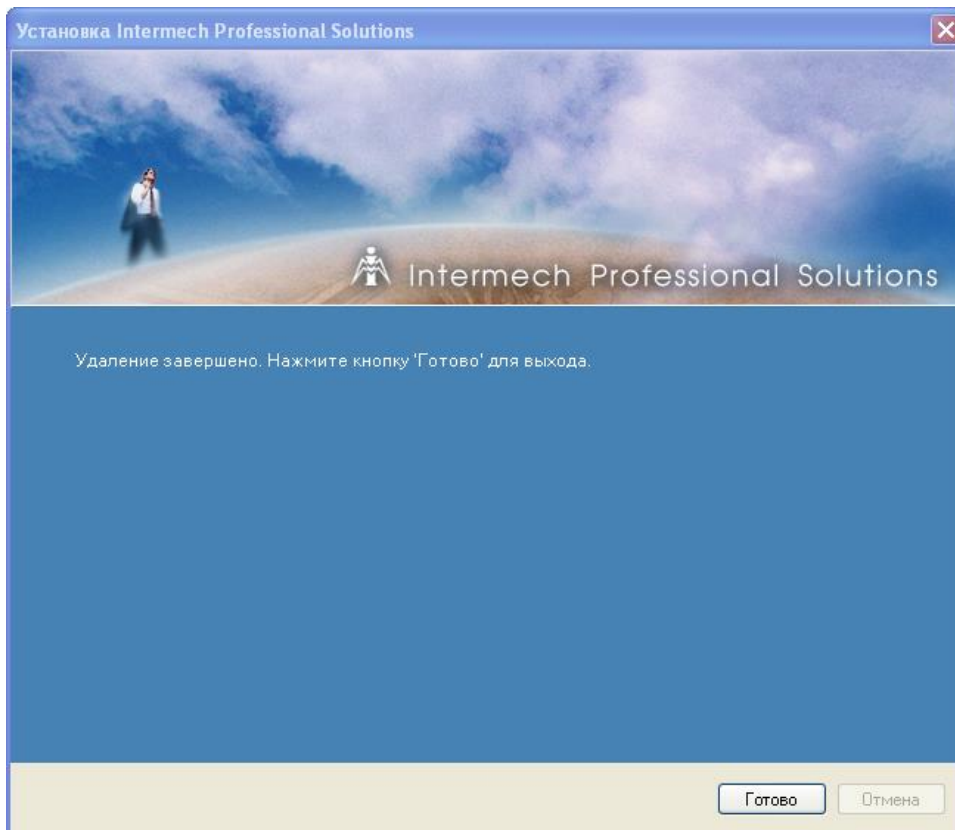 Установка Intermech Professional Solutions
Intermech Professional Solutions
Удаление завершено. Нажмите кнопку 'Готово' для выхода.
Готово
Отмена